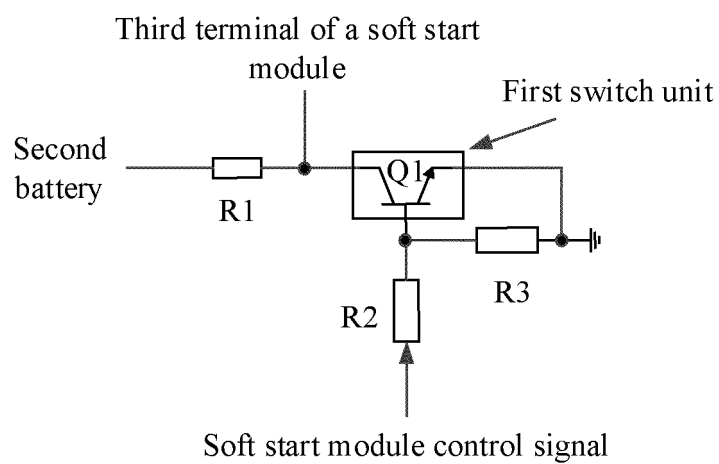 Third terminal of a soft start
module
First switch unit
Second
battery
Q1
R1
R3
R2
Soft start module control signal